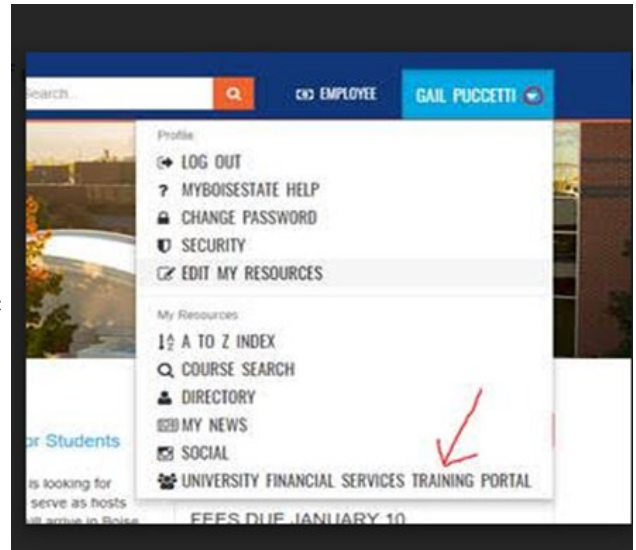 Search...
EMPLOYEE
GAIL PUCCETTI
Profile
LOG OUT
? MYBOISESTATE HELP
CHANGE PASSWORD
SECURITY
EDIT MY RESOURCES
My Resources
A TO Z INDEX
COURSE SEARCH
DIRECTORY
MY NEWS
SOCIAL
UNIVERSITY FINANCIAL SERVICES TRAINING PORTAL
or Students
is looking for
serve as hosts
will arrive in Boise
FEES DUE JANUARY 10